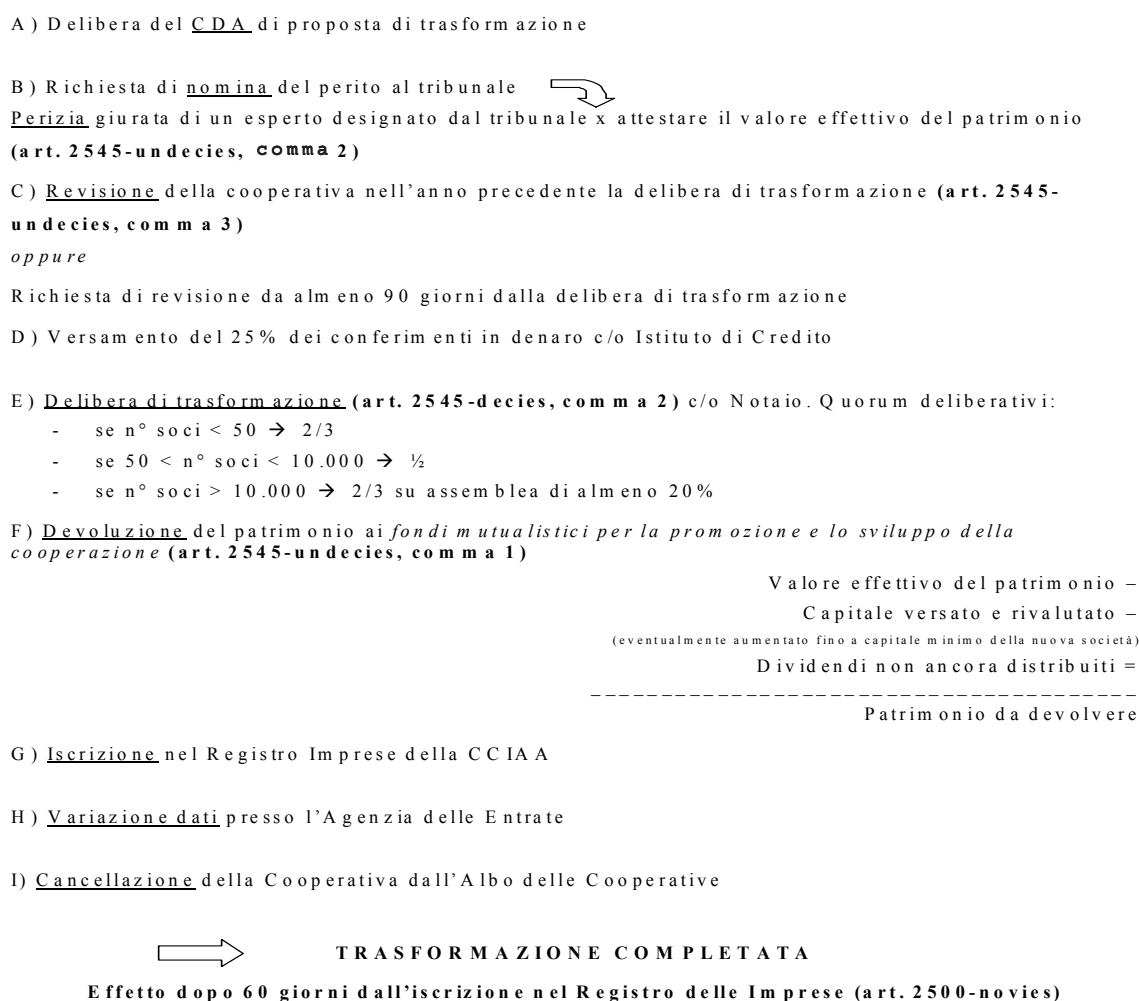 A) Delibera del CDA di proposta di trasformazione
B) Richiesta di nomina del perito al tribunale
Perizia giurata di un esperto designato dal tribunale x attestare il valore effettivo del patrimonio
(art. 2545-undecies, comma 2)
C) Revisione della cooperativa nell'anno precedente la delibera di trasformazione (art. 2545-
undecies, comma 3)
oppure
Richiesta di revisione da almeno 90 giorni dalla delibera di trasformazione
D) Versamento del 25% dei conferimenti in denaro c/o Istituto di Credito
E) Delibera di trasformazione (art. 2545-decies, comma 2) c/o Notaio. Quorum deliberativi:
- se n° soci < 50 → 2/3
- se 50 < n° soci < 10.000 → ½
- se n° soci > 10.000 → 2/3 su assemblea di almeno 20%
F) Devoluzione del patrimonio ai fondi mutualistici per la promozione e lo sviluppo della
cooperazione (art. 2545-undecies, comma 1)
Valore effettivo del patrimonio –
Capitale versato e rivalutato –
(eventualmente aumentato fino a capitale minimo della nuova società)
Dividendi non ancora distribuiti =
_______________________________________
Patrimonio da devolvere
G) Iscrizione nel Registro Imprese della CCIAA
H) Variazione dati presso l'Agenzia delle Entrate
I) Cancellazione della Cooperativa dall'Albo delle Cooperative
TRASFORMAZIONE COMPLETATA
Effetto dopo 60 giorni dall'iscrizione nel Registro delle Imprese (art. 2500-novies)